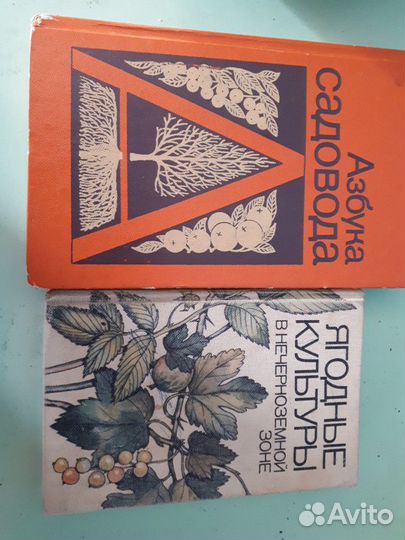 Азбука
садовода
ЯГОДНЫЕ
КУЛЬТУРЫ
В НЕЧЕРНОЗЕМНОЙ
ЗОНЕ
Avito